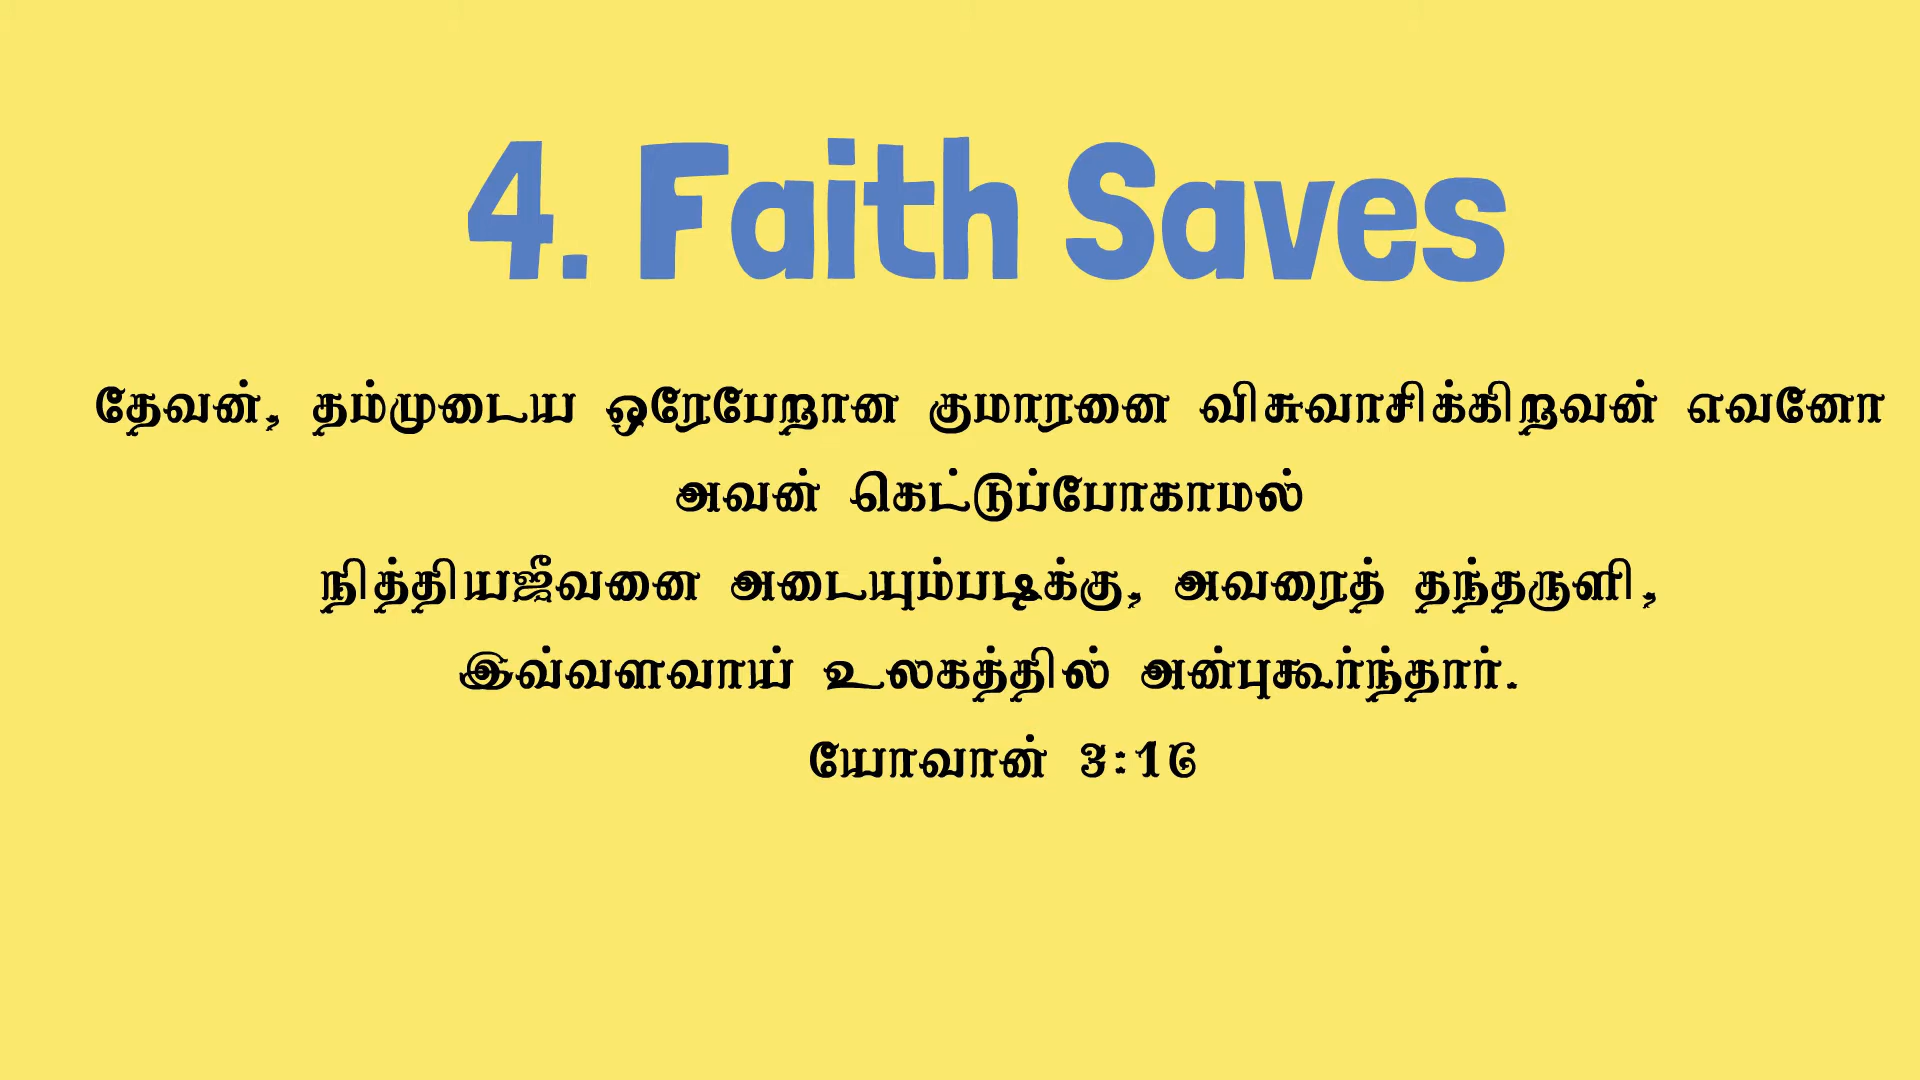 4. Faith Saves
தேவன், தம்முடைய ஒரேபேறான குமாரனை விசுவாசிக்கிறவன் எவனோ
அவன் கெட்டுப்போகாமல்
நித்தியஜீவனை அடையும்படிக்கு, அவரைத் தந்தருளி,
இவ்வளவாய் உலகத்தில் அன்புகூர்ந்தார்.
யோவான் 3:16